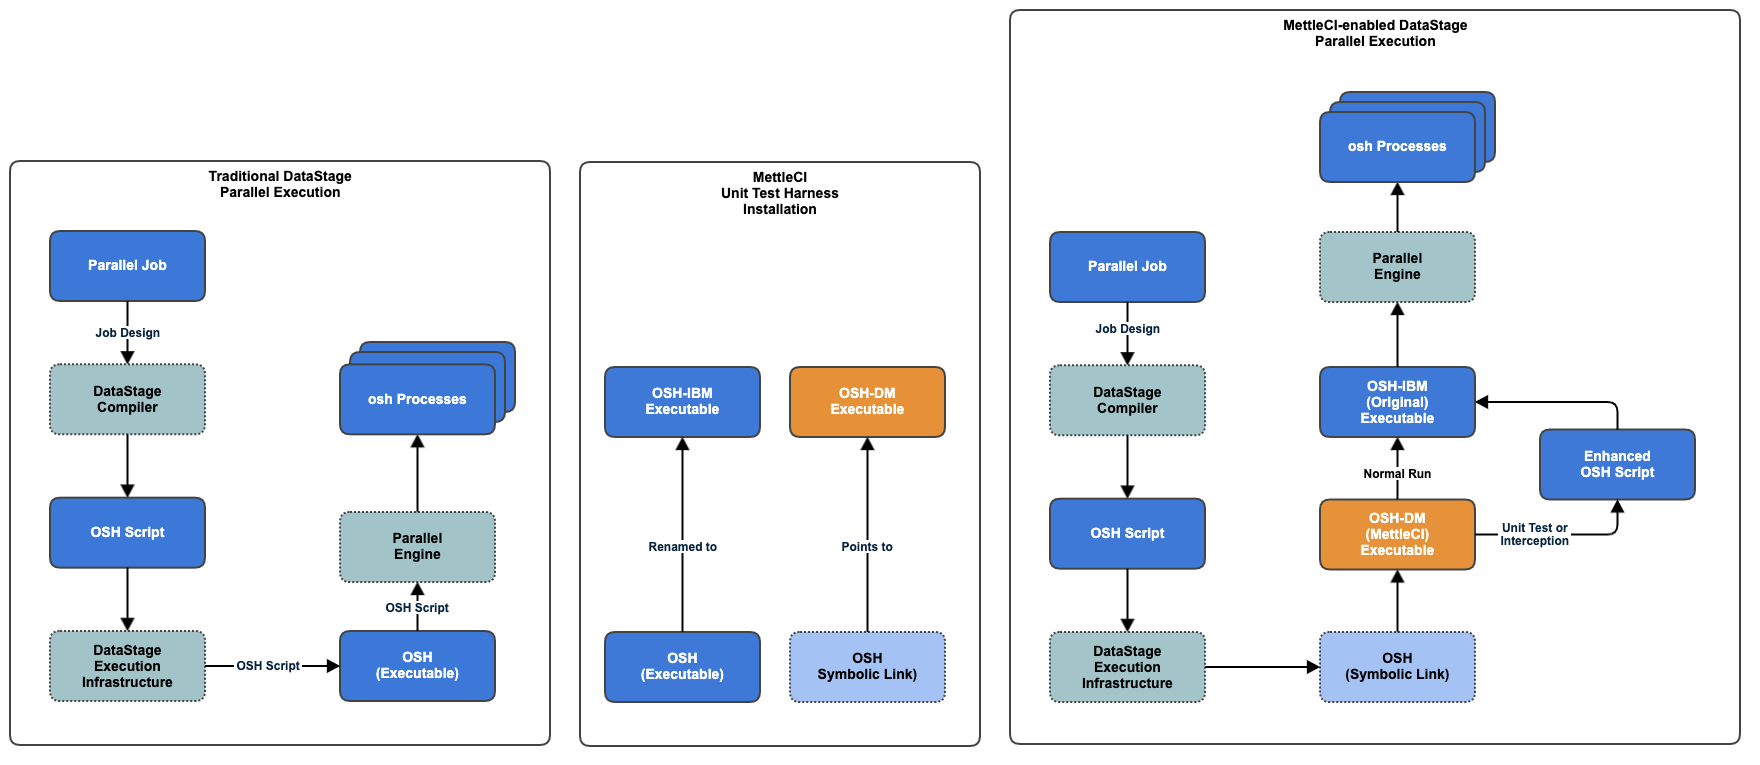 Traditional DataStage
Parallel Execution
Parallel Job
Job Design
DataStage
Compiler
OSH Script
DataStage
Execution
Infrastructure
OSH Script
OSH
(Executable)
OSH Script
Parallel
Engine
osh Processes
MettleCI
Unit Test Harness
Installation
OSH-IBM
Executable
Renamed to
OSH
(Executable)
OSH-DM
Executable
Points to
OSH
Symbolic Link)
MettleCI-enabled DataStage
Parallel Execution
Parallel Job
Job Design
DataStage
Compiler
OSH Script
DataStage
Execution
Infrastructure
OSH
(Symbolic Link)
OSH-DM
(MettleCI)
Executable
Normal Run
Unit Test or
Interception
Enhanced
OSH Script
OSH-IBM
(Original)
Executable
Parallel
Engine
osh Processes